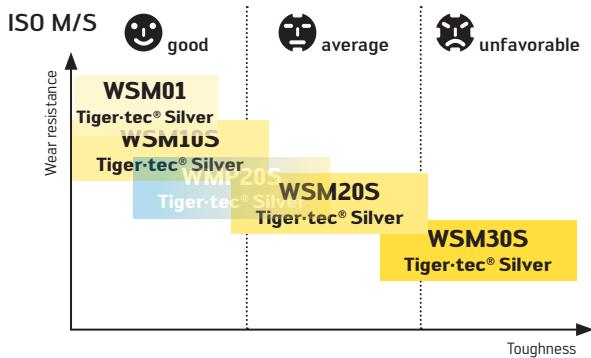 ISO M/S
good
average
unfavorable
Wear resistance
WSM01
Tiger·tec® Silver
WSM10S
Tiger·tec® Silver
WMP20S
Tiger·tec® Silver
WSM20S
Tiger·tec® Silver
WSM30S
Tiger·tec® Silver
Toughness